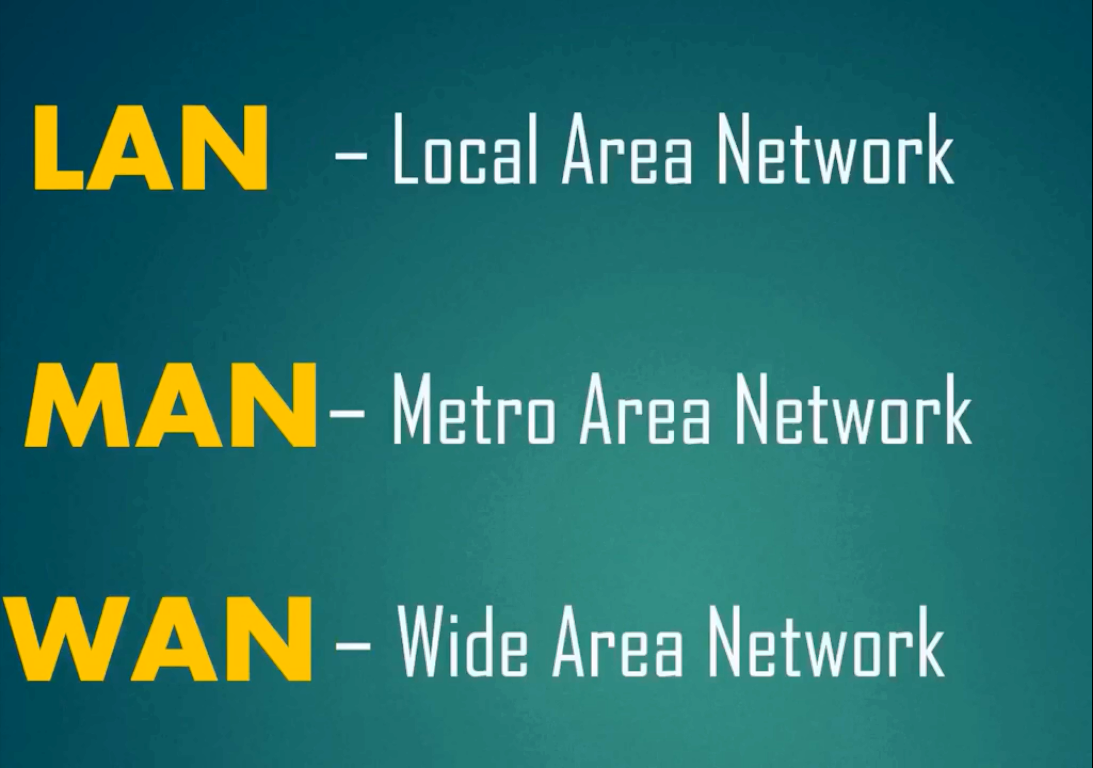 LAN – Local Area Network
MAN – Metro Area Network
WAN – Wide Area Network